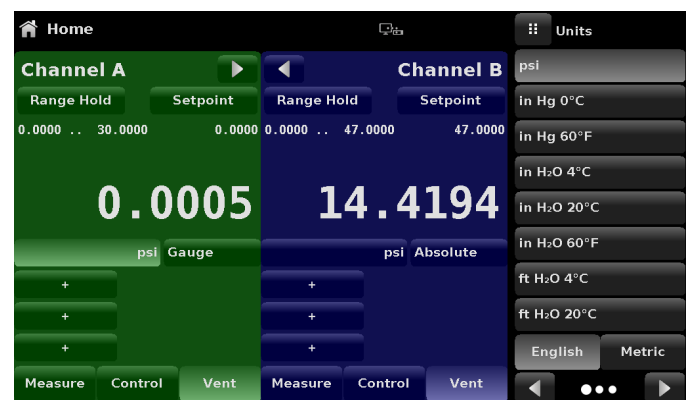 Home
Units
Channel A
Channel B
Range Hold
Setpoint
Range Hold
Setpoint
0.0000 .. 30.0000
0.0000
0.0000 .. 47.0000
47.0000
0.0005
14.4194
psi
Gauge
psi
Absolute
+
+
+
+
+
+
Measure
Control
Vent
Measure
Control
Vent
psi
in Hg 0°C
in Hg 60°F
in H₂O 4°C
in H₂O 20°C
in H₂O 60°F
ft H₂O 4°C
ft H₂O 20°C
English
Metric